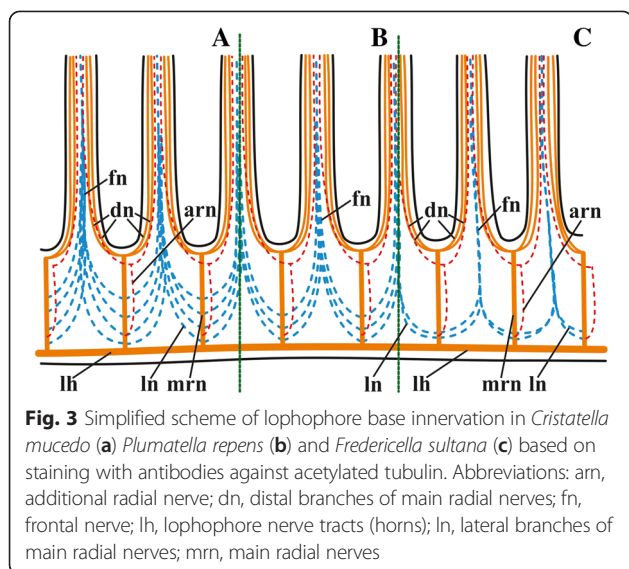 A B C
fn
dn
arn
fn
dn
fn
arn
lh ln mrn ln lh mrn ln
Fig. 3 Simplified scheme of lophophore base innervation in Cristatella
mucedo (a) Plumatella repens (b) and Fredericella sultana (c) based on
staining with antibodies against acetylated tubulin. Abbreviations: arn,
additional radial nerve; dn, distal branches of main radial nerves; fn,
frontal nerve; lh, lophophore nerve tracts (horns); ln, lateral branches of
main radial nerves; mrn, main radial nerves